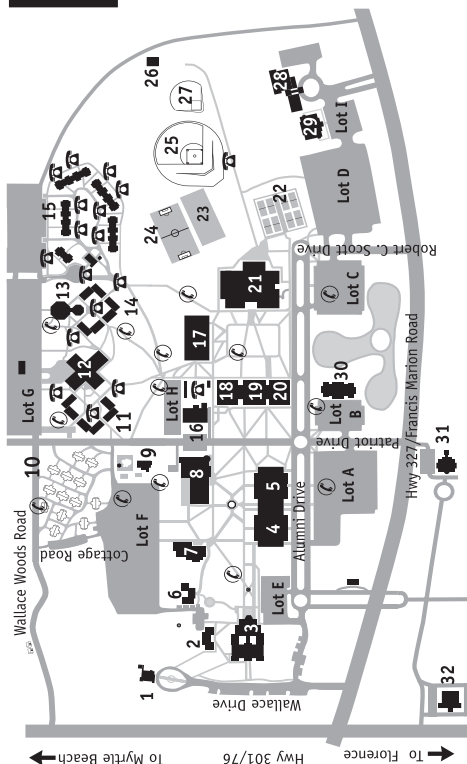 Wallace Woods Road
10
Lot G
15
26
27
25
28
29
Lot I
Lot D
22
24
23
13
14
12
11
Cottage Road
Lot F
9
16
Lot H
17
21
18
19
20
8
7
6
5
4
Lot E
Alumni Drive
Lot A
Patriot Drive
Lot
B
30
Lot C
Robert C. Scott Drive
Hwy 327/Francis Marion Road
31
1
2
3
Wallace Drive
32
To Myrtle Beach
Hwy 301/76
To Florence